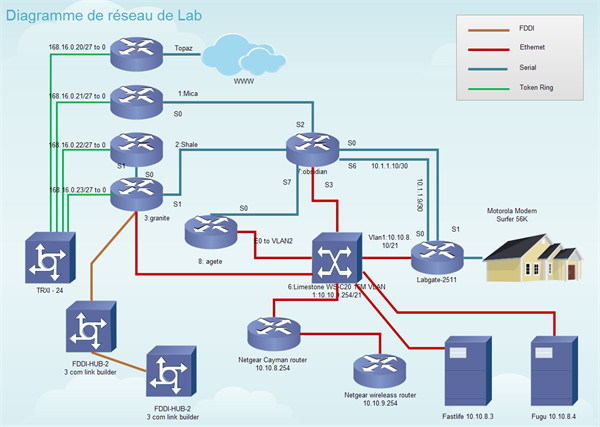 Diagramme de réseau de Lab
FDDI
Ethernet
Serial
Token Ring
168.16.0.20/27 to 0
Topaz
WWW
168.16.0.21/27 to 0
1:Mica
S0
S2
168.16.0.22/27 to 0
2:Shale
S1
S0
7:obsidian
S0
S6
10.1.1.10/30
168.16.0.23/27 to 0
S1
3:granite
S7
S3
10.1.1.9/30
S0
S0
S1
Motorola Modem
Surfer 56K
E0 to VLAN2
8: agete
Vlan1:10.10.8.
10/21
Labgate-2511
TRXI - 24
6.Limestone WS-C20 16M VLAN
1:10.10.9.254/21
FDDI-HUB-2
3 com link builder
Netgear Cayman router
10.10.8.254
FDDI-HUB-2
3 com link builder
Netgear wireleass router
10.10.9.254
Fastlife 10.10.8.3
Fugu 10.10.8.4